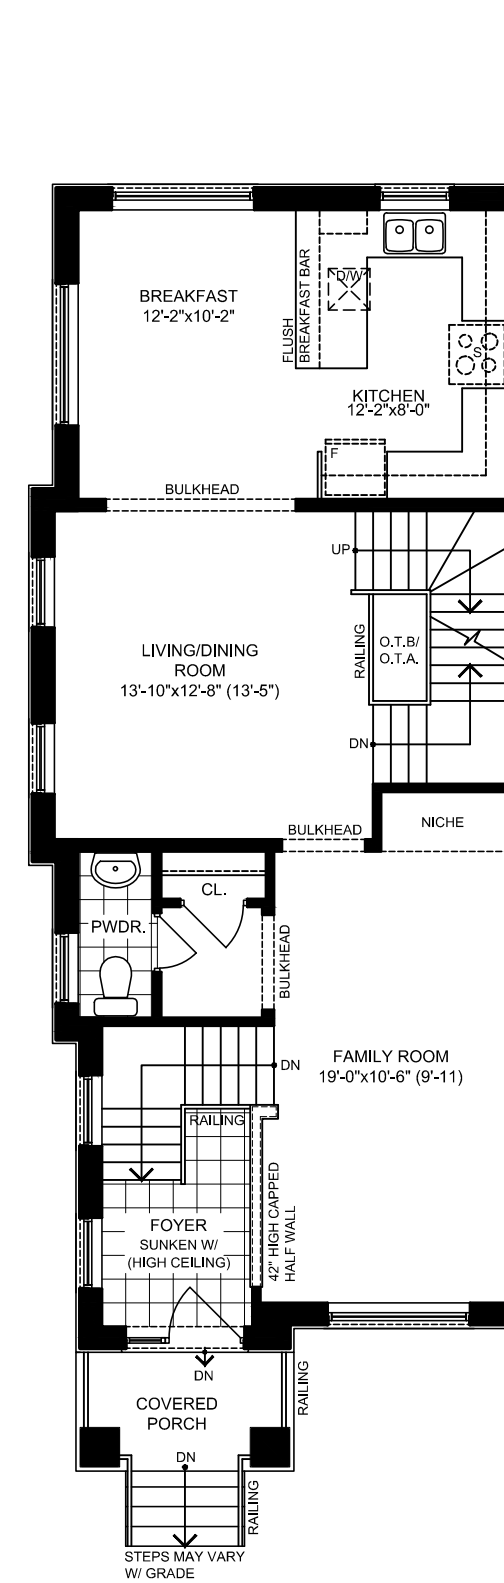 D/W
BREAKFAST
12'-2"x10'-2"
FLUSH
BREAKFAST BAR
S
KITCHEN
12'-2"x8'-0"
F
BULKHEAD
UP
LIVING/DINING
ROOM
13'-10"x12'-8" (13'-5")
RAILING
O.T.B/
O.T.A.
DN
NICHE
BULKHEAD
CL.
PWDR.
BULKHEAD
DN
FAMILY ROOM
19'-0"x10'-6" (9'-11)
RAILING
42" HIGH CAPPED
HALF WALL
FOYER
SUNKEN W/
(HIGH CEILING)
DN
RAILING
COVERED
PORCH
DN
RAILING
STEPS MAY VARY
W/ GRADE